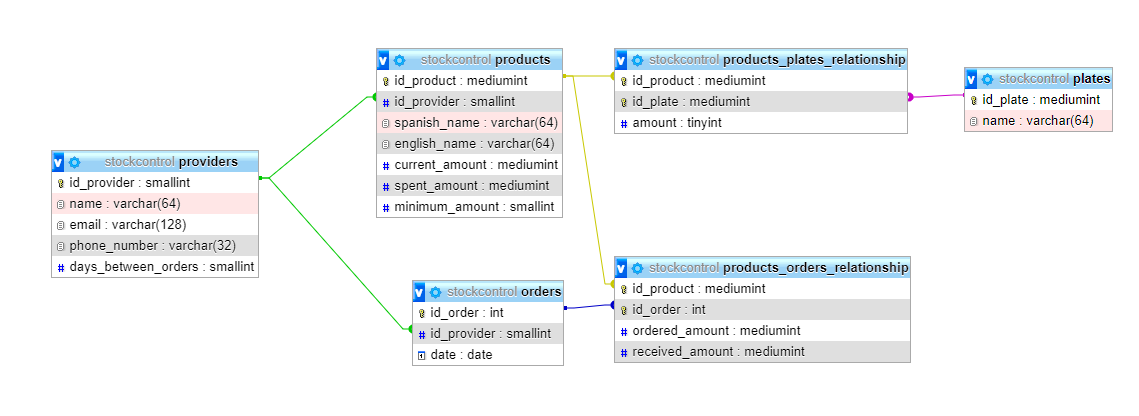 stockcontrol providers
id_provider : smallint
name : varchar(64)
email : varchar(128)
phone_number : varchar(32)
days_between_orders : smallint
stockcontrol products
id_product : mediumint
id_provider : smallint
spanish_name : varchar(64)
english_name : varchar(64)
current_amount : mediumint
spent_amount : mediumint
minimum_amount : smallint
stockcontrol orders
id_order : int
id_provider : smallint
date : date
stockcontrol products_plates_relationship
id_product : mediumint
id_plate : mediumint
amount : tinyint
stockcontrol products_orders_relationship
id_product : mediumint
id_order : int
ordered_amount : mediumint
received_amount : mediumint
stockcontrol plates
id_plate : mediumint
name : varchar(64)